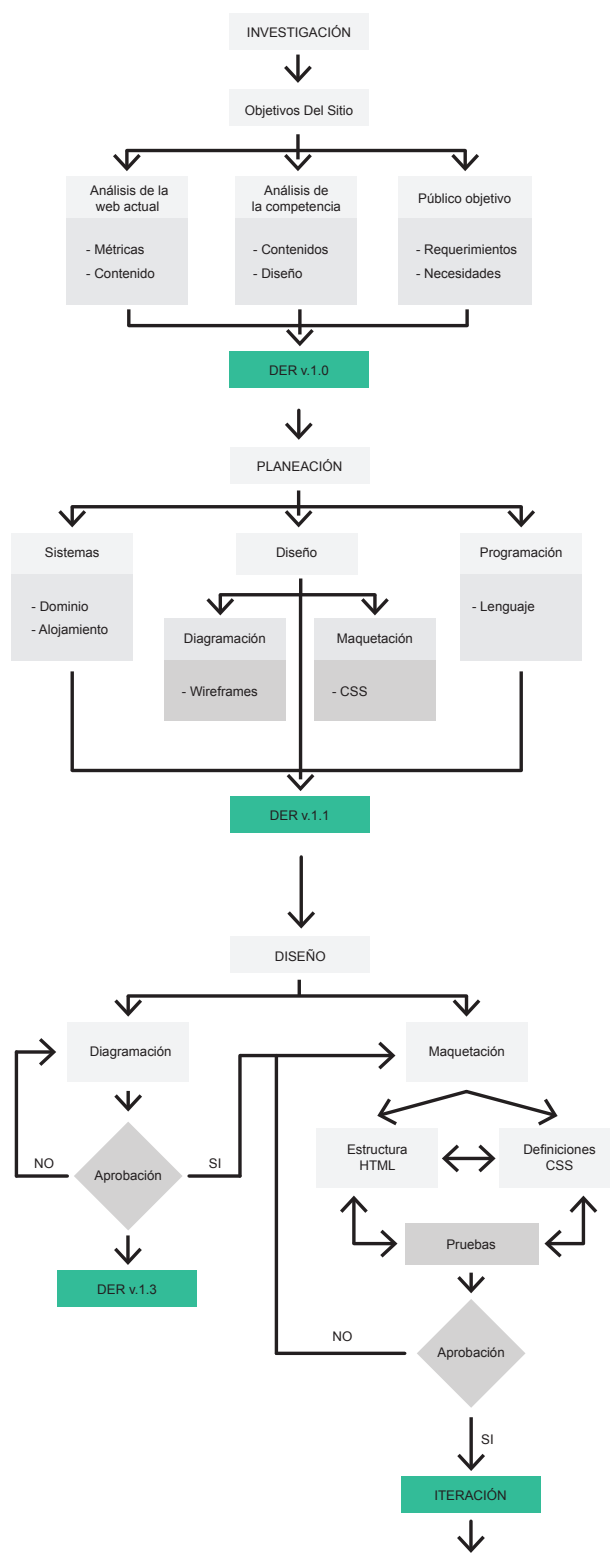 INVESTIGACIÓN
Objetivos Del Sitio
Análisis de la
web actual
- Métricas
- Contenido
Análisis de
la competencia
- Contenidos
- Diseño
Público objetivo
- Requerimientos
- Necesidades
DER v.1.0
PLANEACIÓN
Sistemas
- Dominio
- Alojamiento
Diseño
Diagramación
- Wireframes
Maquetación
- CSS
Programación
- Lenguaje
DER v.1.1
DISEÑO
Diagramación
NO
Aprobación
SI
DER v.1.3
Maquetación
Estructura
HTML
Definiciones
CSS
Pruebas
NO
Aprobación
SI
ITERACIÓN